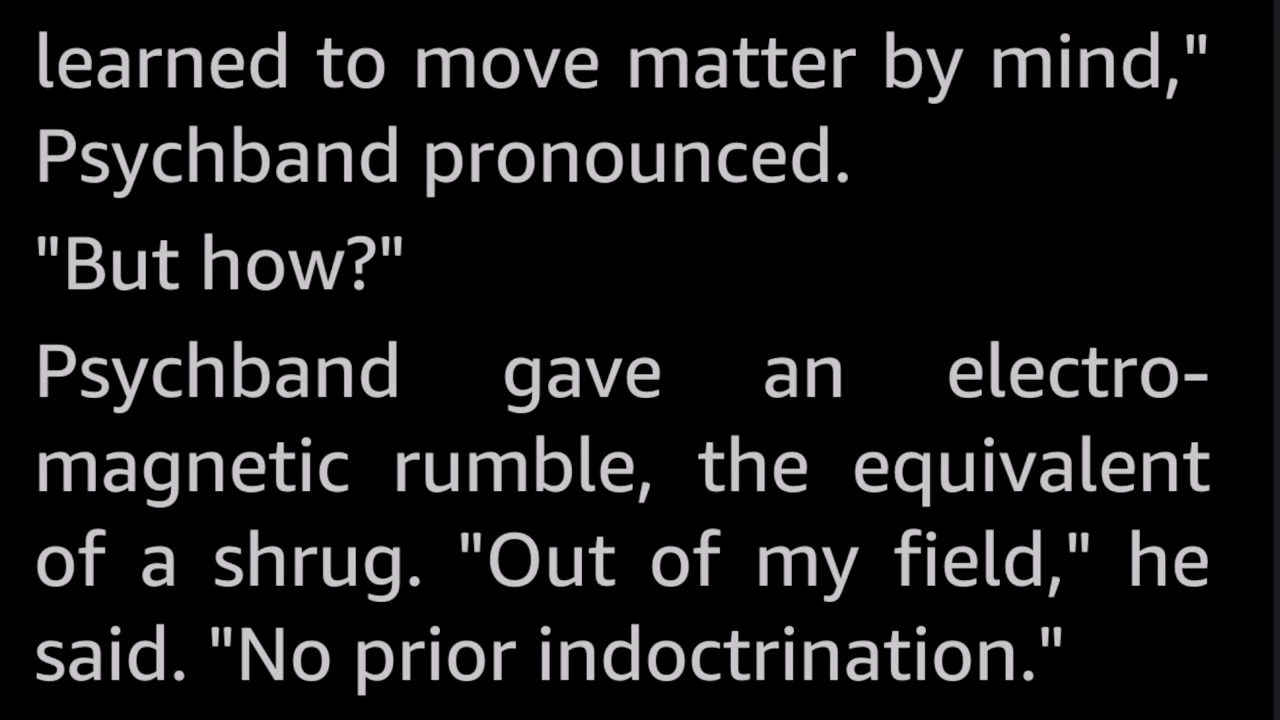 learned to move matter by mind,"
Psychband pronounced.
"But how?"
Psychband gave an electro-
magnetic rumble, the equivalent
of a shrug. "Out of my field," he
said. "No prior indoctrination."